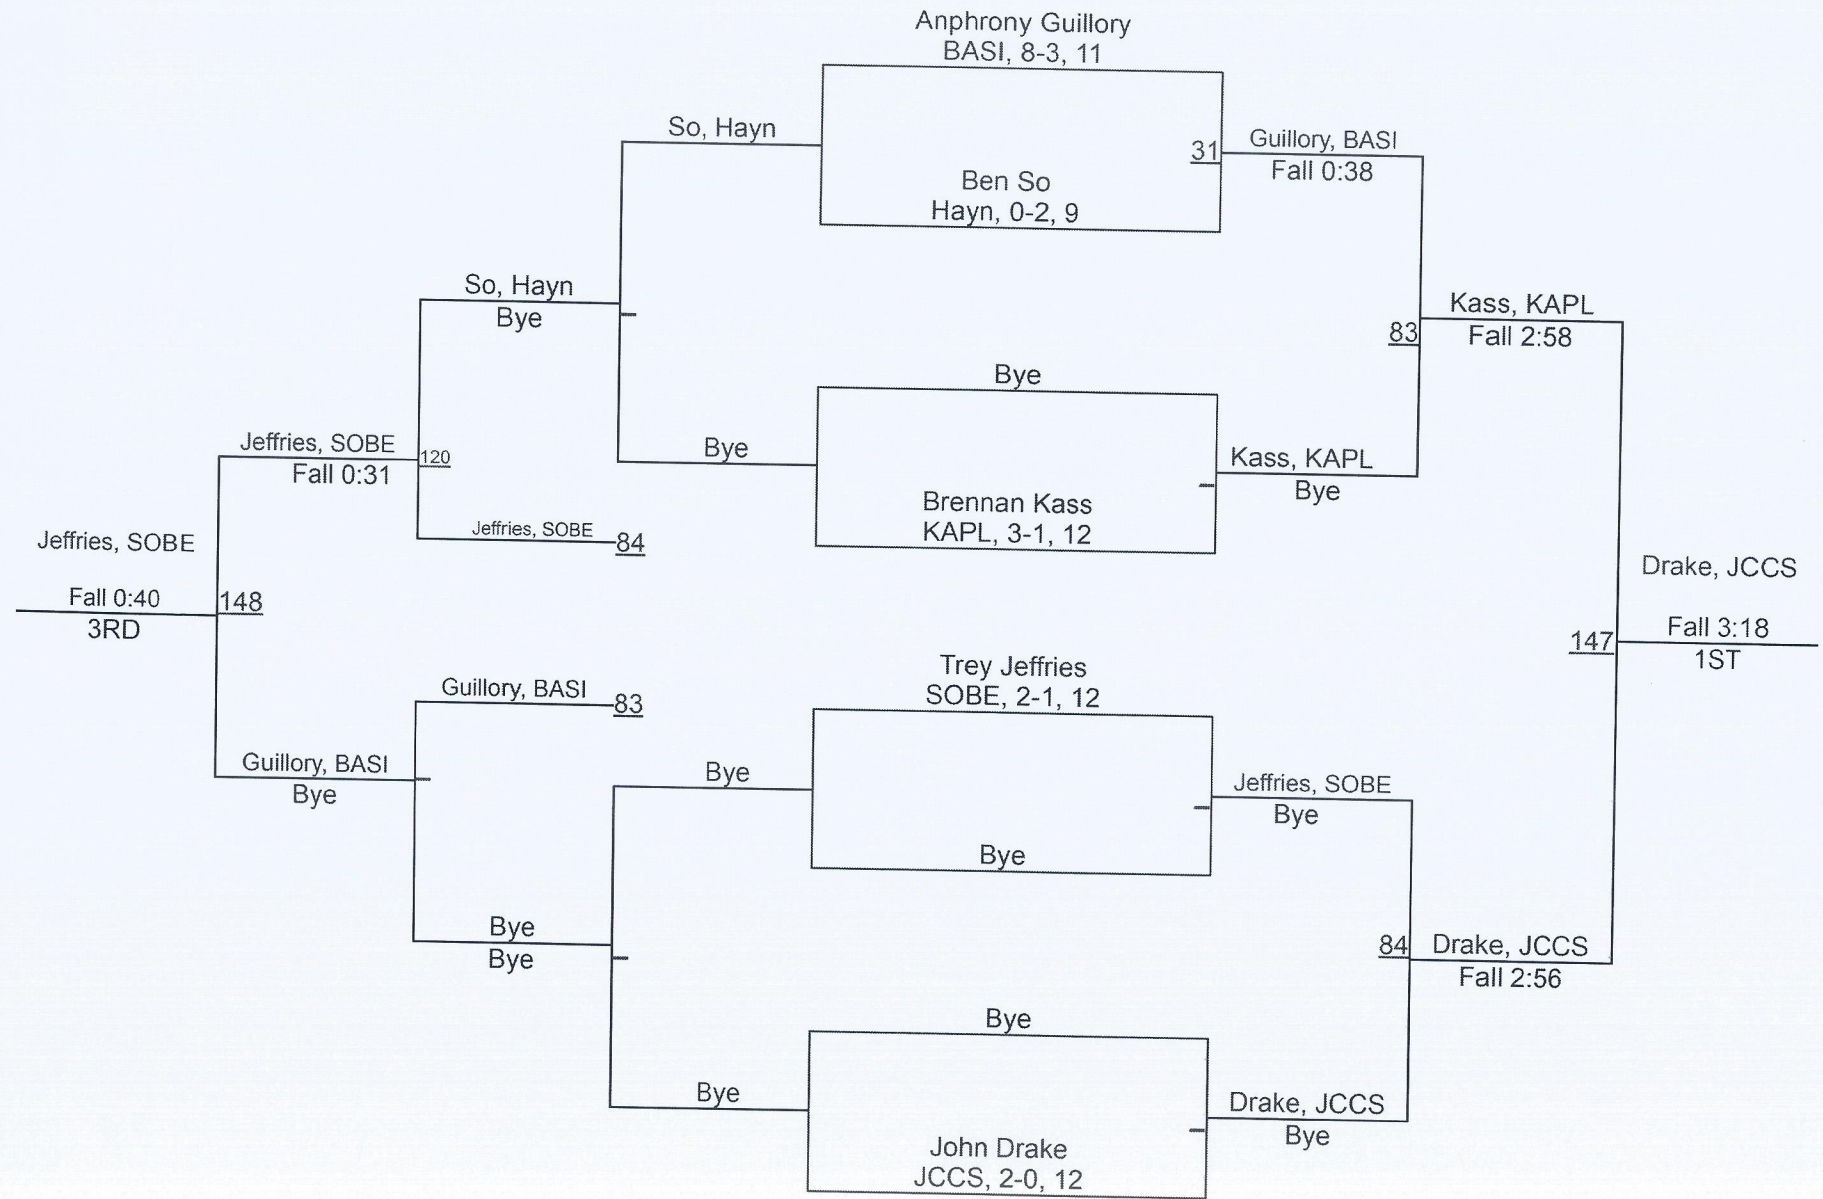 Anphrony Guillory
BASI, 8-3, 11
So, Hayn
31
Guillory, BASI
Fall 0:38
Ben So
Hayn, 0-2, 9
So, Hayn
Bye
83
Kass, KAPL
Fall 2:58
Bye
Jeffries, SOBE
Fall 0:31
120
Bye
Kass, KAPL
Bye
Brennan Kass
KAPL, 3-1, 12
Jeffries, SOBE
84
Jeffries, SOBE
Fall 0:40
3RD
148
Drake, JCCS
147
Fall 3:18
1ST
Trey Jeffries
SOBE, 2-1, 12
Guillory, BASI
83
Guillory, BASI
Bye
Bye
Jeffries, SOBE
Bye
Bye
Bye
Bye
84
Drake, JCCS
Fall 2:56
Bye
Bye
Drake, JCCS
Bye
John Drake
JCCS, 2-0, 12